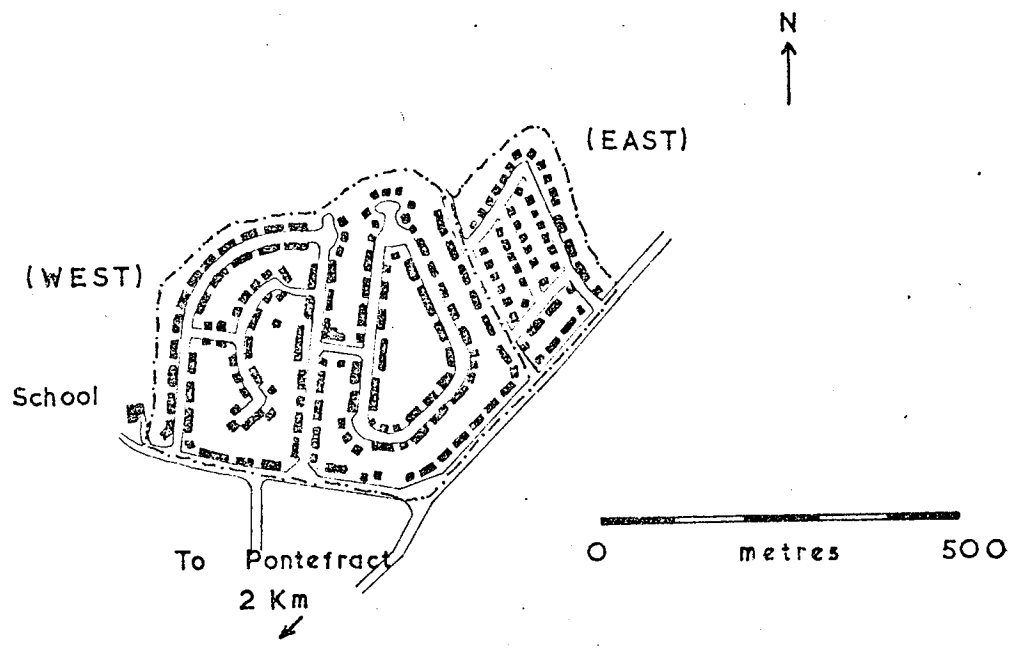 N
(EAST)
(WEST)
School
To Pontefract
2 Km
0 metres 500